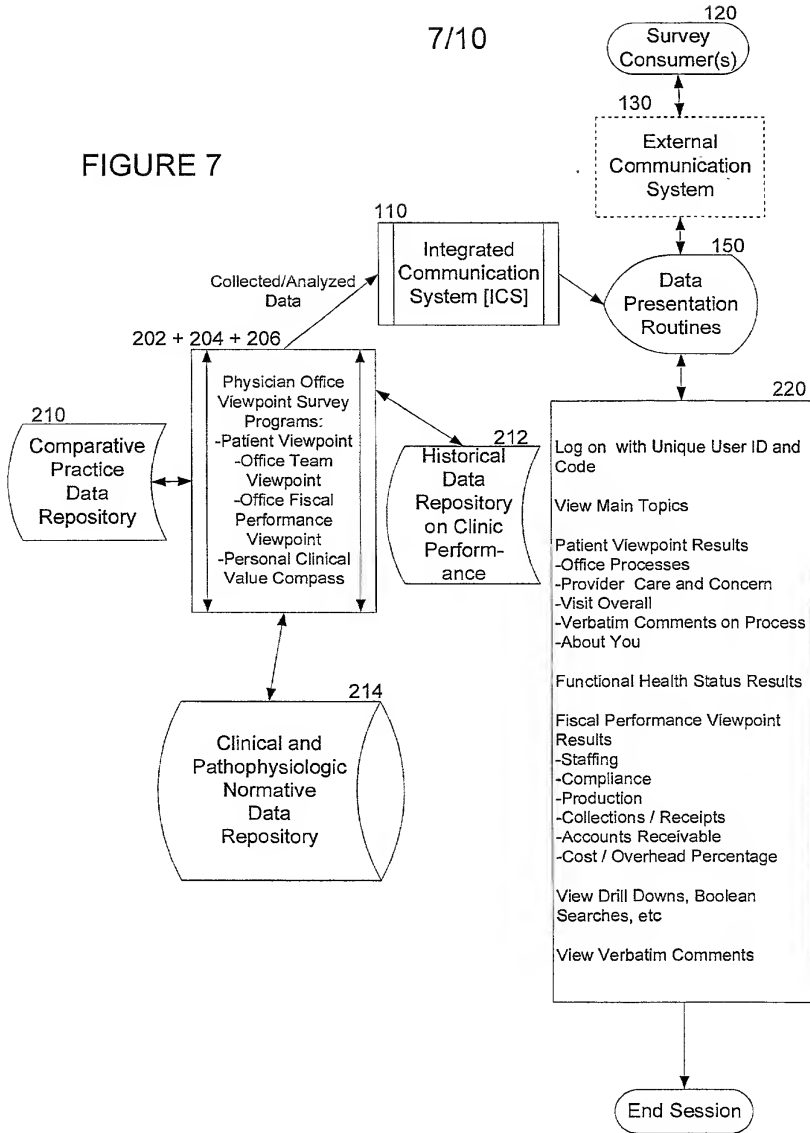 7/10
120
Survey
Consumer(s)
130
External
Communication
System
FIGURE 7
110
Integrated
Communication
System [ICS]
150
Data
Presentation
Routines
Collected/Analyzed
Data
202 + 204 + 206
Physician Office
Viewpoint Survey
Programs:
-Patient Viewpoint
-Office Team
Viewpoint
-Office Fiscal
Performance
Viewpoint
-Personal Clinical
Value Compass
210
Comparative
Practice
Data
Repository
212
Historical
Data
Repository
on Clinic
Perform-
ance
214
Clinical and
Pathophysiologic
Normative
Data
Repository
220
Log on with Unique User ID and
Code
View Main Topics
Patient Viewpoint Results
-Office Processes
-Provider Care and Concern
-Visit Overall
-Verbatim Comments on Process
-About You
Functional Health Status Results
Fiscal Performance Viewpoint
Results
-Staffing
-Compliance
-Production
-Collections / Receipts
-Accounts Receivable
-Cost / Overhead Percentage
View Drill Downs, Boolean
Searches, etc
View Verbatim Comments
End Session